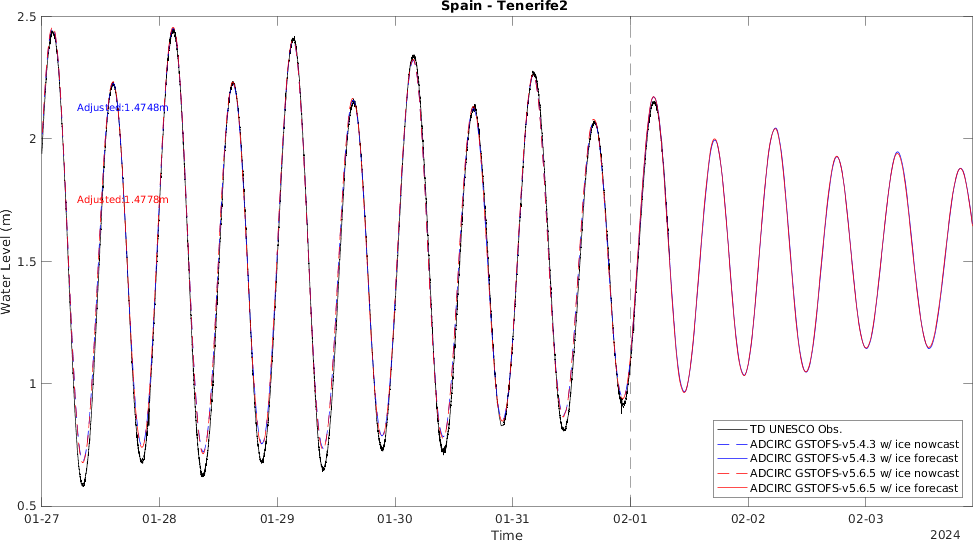 Spain - Tenerife2
2.5
2
1.5
1
0.5
Water Level (m)
Adjusted:1.4748m
Adjusted:1.4778m
TD UNESCO Obs.
ADCIRC GSTOFS-v5.4.3 w/ ice nowcast
ADCIRC GSTOFS-v5.4.3 w/ ice forecast
ADCIRC GSTOFS-v5.6.5 w/ ice nowcast
ADCIRC GSTOFS-v5.6.5 w/ ice forecast
01-27 01-28 01-29 01-30 01-31 02-01 02-02 02-03
Time
2024